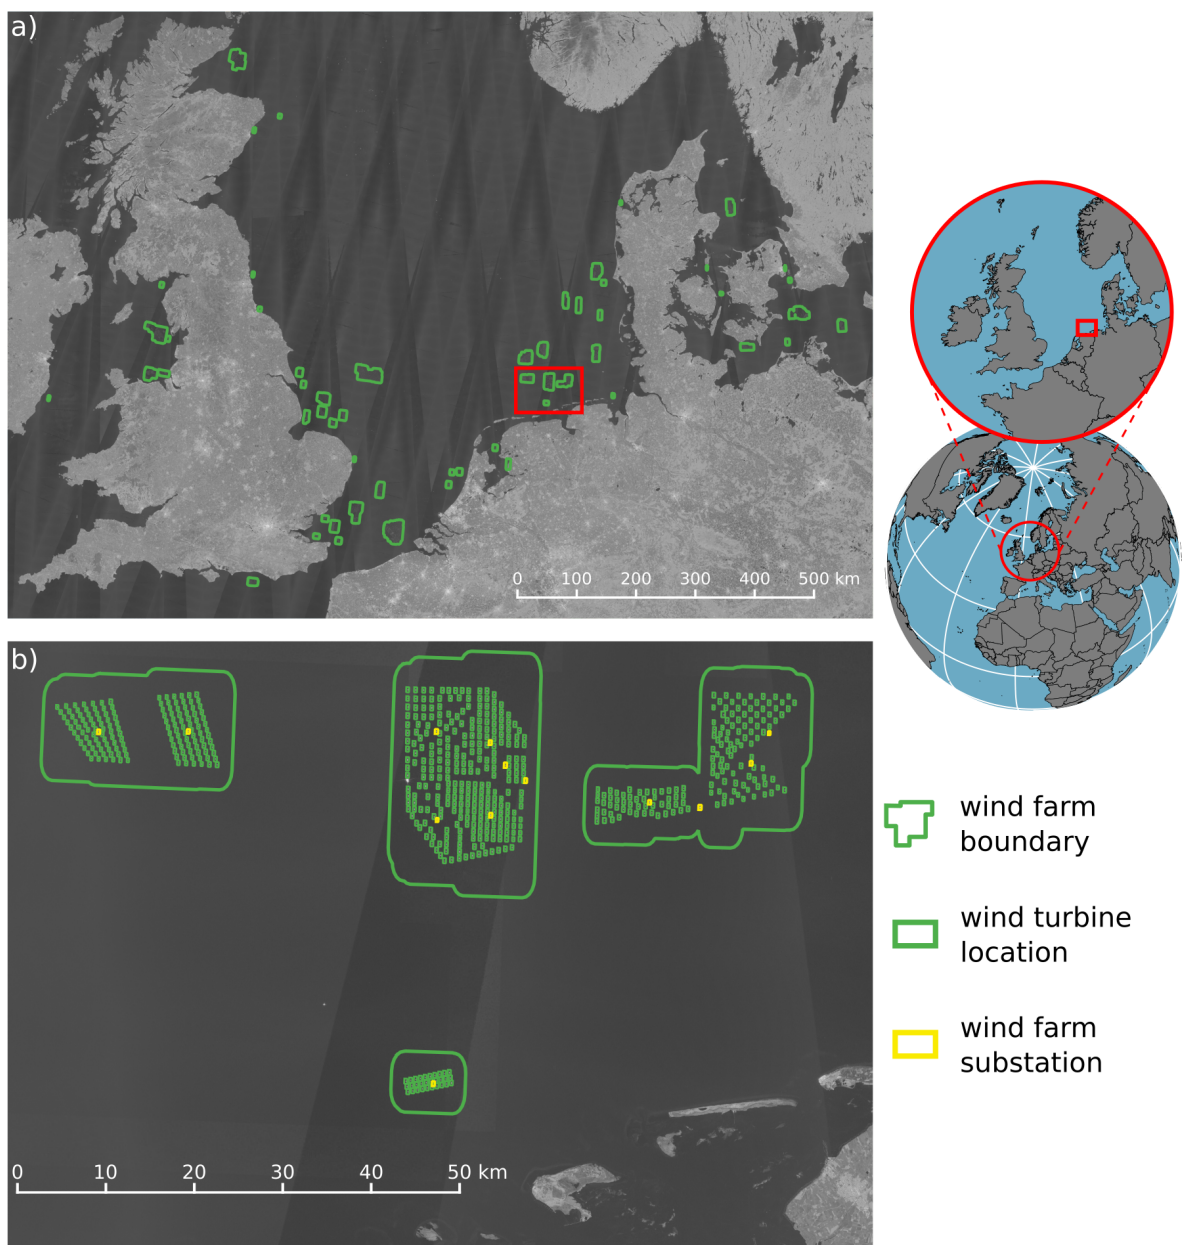 a)
0 100 200 300 400 500 km
b)
0 10 20 30 40 50 km
wind farm
boundary
wind turbine
location
wind farm
substation